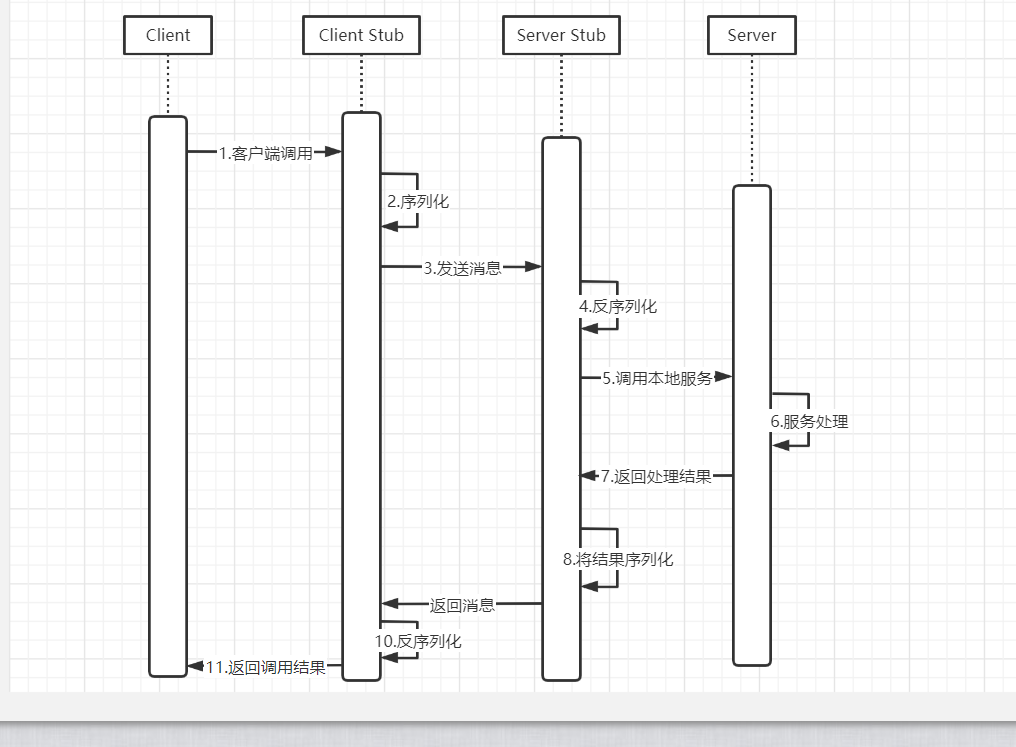 Client
Client Stub
Server Stub
Server
1.客户端调用
2.序列化
3.发送消息
4.反序列化
5.调用本地服务
6.服务处理
7.返回处理结果
8.将结果序列化
返回消息
10.反序列化
11.返回调用结果